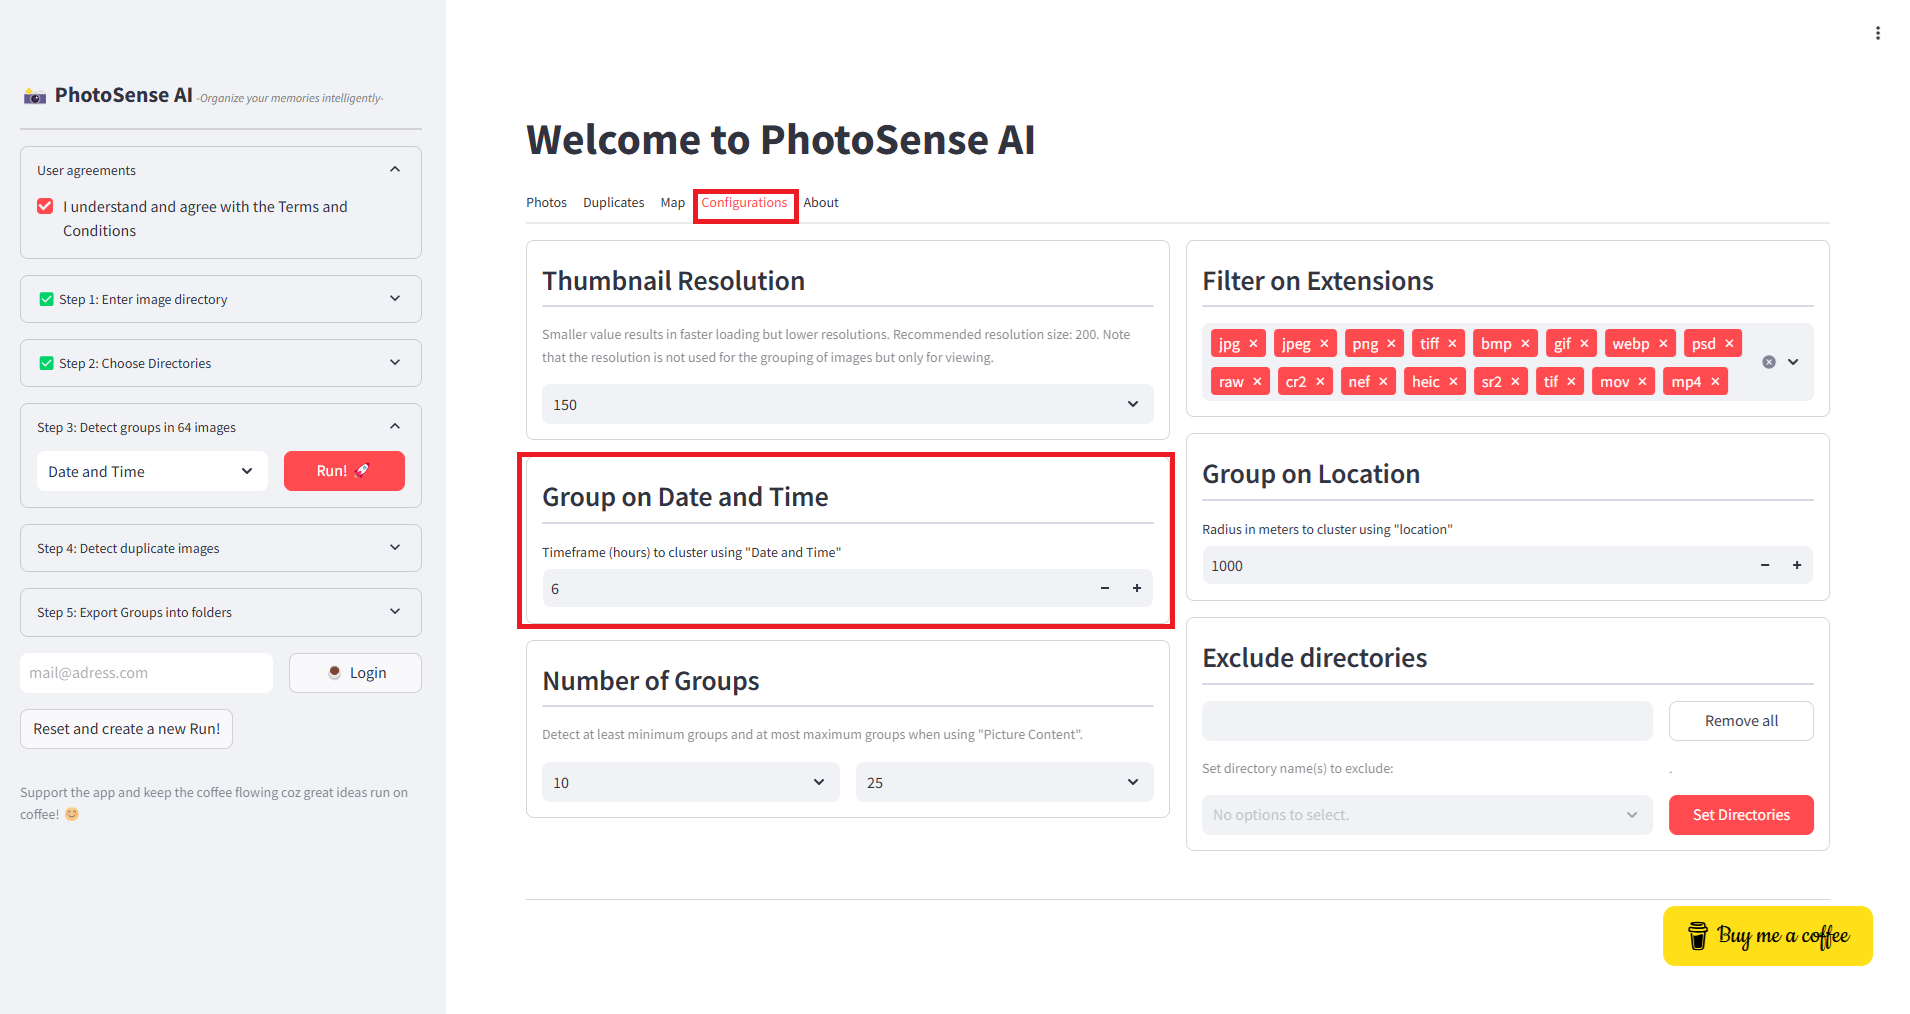 PhotoSense AI -Organize your memories intelligently-
User agreements
I understand and agree with the Terms and
Conditions
Step 1: Enter image directory
Step 2: Choose Directories
Step 3: Detect groups in 64 images
Date and Time
Run!
Step 4: Detect duplicate images
Step 5: Export Groups into folders
mail@adress.com
Login
Reset and create a new Run!
Support the app and keep the coffee flowing coz great ideas run on
coffee!
Welcome to PhotoSense AI
Photos Duplicates Map Configurations About
Thumbnail Resolution
Smaller value results in faster loading but lower resolutions. Recommended resolution size: 200. Note
that the resolution is not used for the grouping of images but only for viewing.
150
Group on Date and Time
Timeframe (hours) to cluster using "Date and Time"
6
Number of Groups
Detect at least minimum groups and at most maximum groups when using "Picture Content".
10 25
Filter on Extensions
jpg jpeg png tiff bmp gif webp psd
raw cr2 nef heic sr2 tif mov mp4
Group on Location
Radius in meters to cluster using "location"
1000
Exclude directories
Remove all
Set directory name(s) to exclude: .
No options to select.
Set Directories
Buy me a coffee